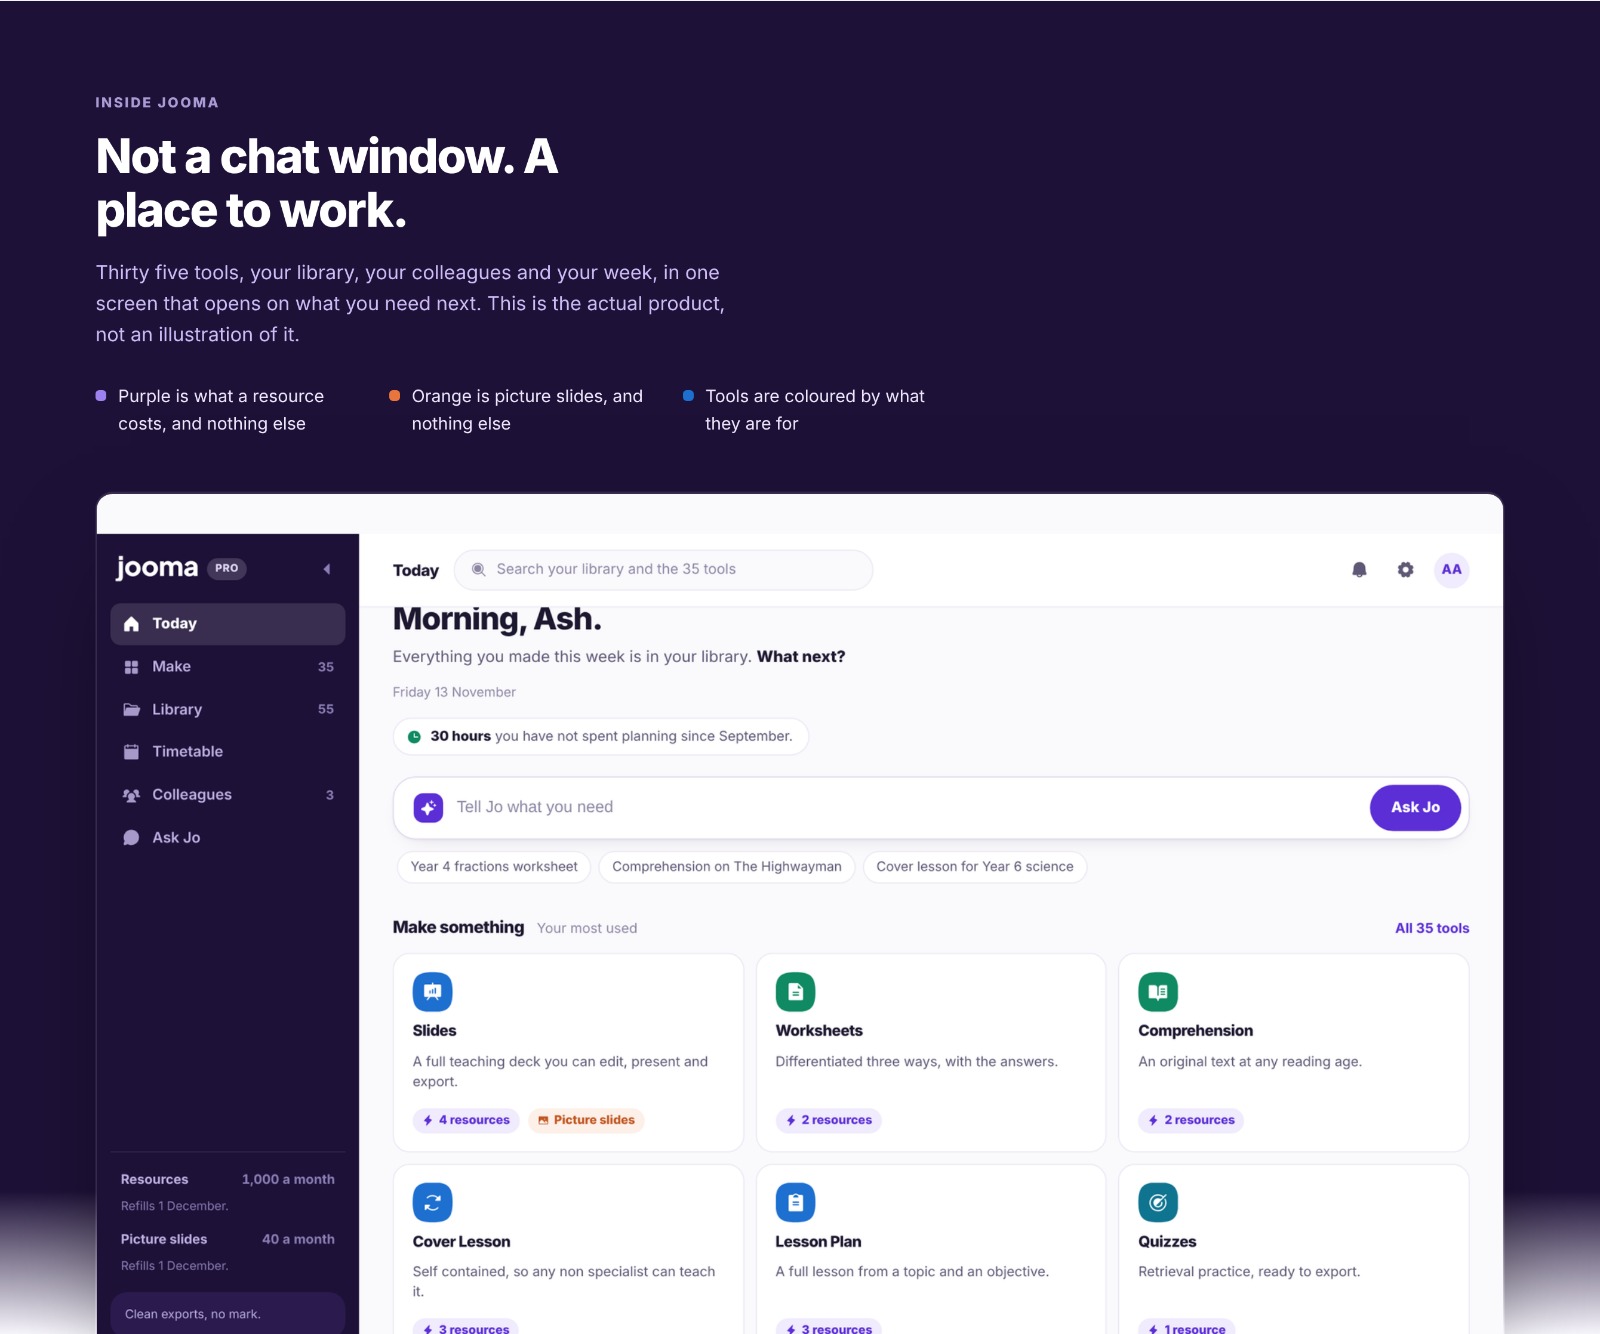 INSIDE JOOMA
Not a chat window. A
place to work.
Thirty five tools, your library, your colleagues and your week, in one
screen that opens on what you need next. This is the actual product,
not an illustration of it.
Purple is what a resource
costs, and nothing else
Orange is picture slides, and
nothing else
Tools are coloured by what
they are for
jooma PRO
Today
Make 35
Library 55
Timetable
Colleagues 3
Ask Jo
Resources 1,000 a month
Refills 1 December.
Picture slides 40 a month
Refills 1 December.
Clean exports, no mark.
Today
Search your library and the 35 tools
AA
Morning, Ash.
Everything you made this week is in your library. What next?
Friday 13 November
30 hours you have not spent planning since September.
Tell Jo what you need
Ask Jo
Year 4 fractions worksheet
Comprehension on The Highwayman
Cover lesson for Year 6 science
Make something Your most used
All 35 tools
Slides
A full teaching deck you can edit, present and
export.
4 resources
Picture slides
Worksheets
Differentiated three ways, with the answers.
2 resources
Comprehension
An original text at any reading age.
2 resources
Cover Lesson
Self contained, so any non specialist can teach
it.
3 resources
Lesson Plan
A full lesson from a topic and an objective.
3 resources
Quizzes
Retrieval practice, ready to export.
1 resource